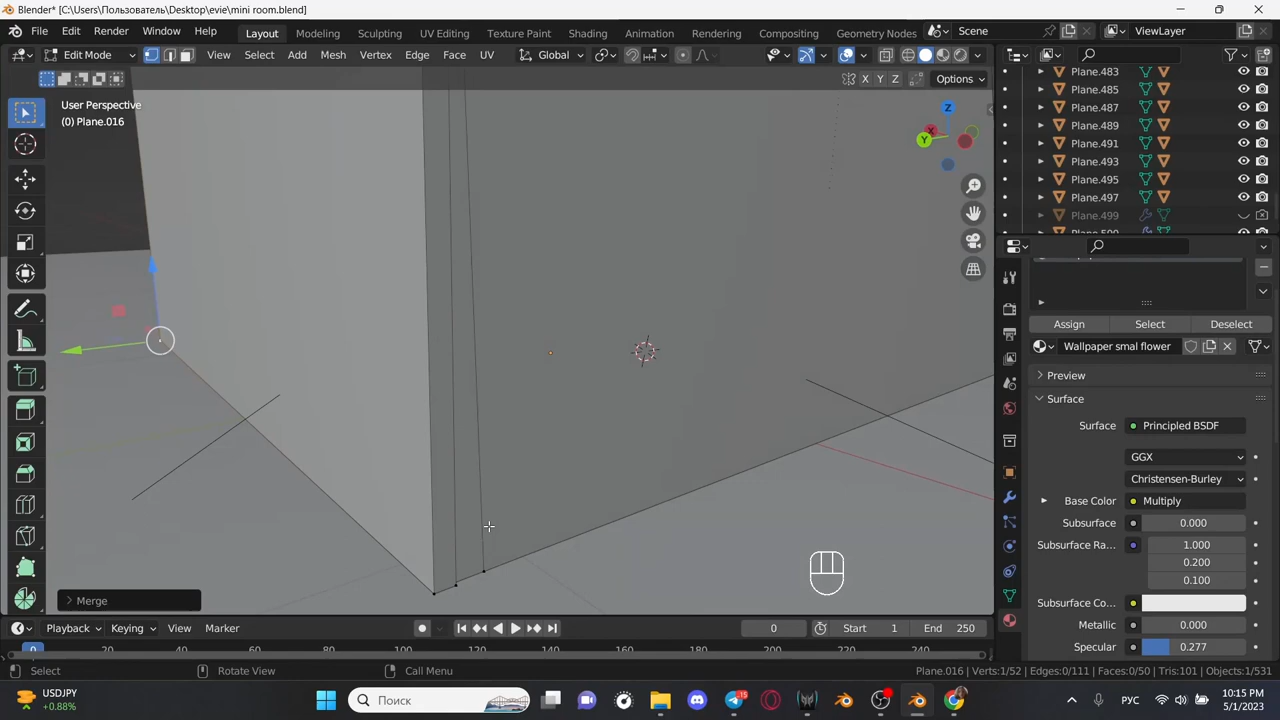 Blender* [C:\Users\Пользователь\Desktop\evie\mini room.blend]
File Edit Render Window Help Layout Modeling Sculpting UV Editing Texture Paint Shading Animation Rendering Compositing Geometry Nodes Scene ViewLayer
Edit Mode View Select Add Mesh Vertex Edge Face UV Global
X Y Z Options
User Perspective
(0) Plane.016
Z
X
Y
Plane.483
Plane.485
Plane.487
Plane.489
Plane.491
Plane.493
Plane.495
Plane.497
Plane.499
Plane.500
Assign Select Deselect
Wallpaper smal flower
Preview
Surface
Surface Principled BSDF
GGX
Christensen-Burley
Base Color Multiply
Subsurface 0.000
Subsurface Ra... 1.000
0.200
0.100
Subsurface Co...
Metallic 0.000
Specular 0.277
Merge
Playback Keying View Marker 0 Start 1 End 250
0 20 40 60 80 100 120 140 160 180 200 220 240
Select Rotate View Call Menu Plane.016 | Verts:1/52 | Edges:0/111 | Faces:0/50 | Tris:101 | Objects:1/531
USDJPY
+0.88%
Поиск
15
РУС
10:15 PM
5/1/2023